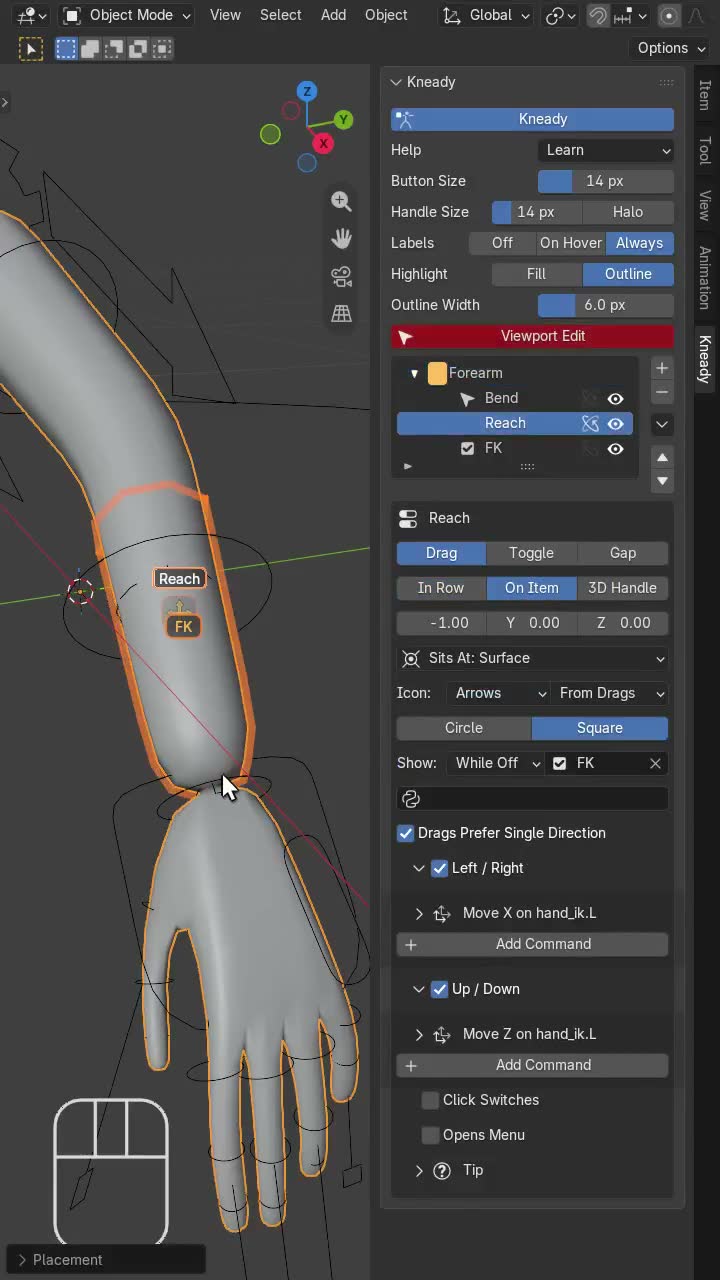 Object Mode View Select Add Object Global
Options
Kneady
Z
Y
X
Kneady
Help Learn
Button Size 14 px
Handle Size 14 px Halo
Labels Off On Hover Always
Highlight Fill Outline
Outline Width 6.0 px
Viewport Edit
Forearm
Bend
Reach
FK
Reach
Drag Toggle Gap
In Row On Item 3D Handle
-1.00 Y 0.00 Z 0.00
Sits At: Surface
Icon: Arrows From Drags
Circle Square
Show: While Off FK
Drags Prefer Single Direction
Left / Right
Move X on hand_ik.L
Add Command
Up / Down
Move Z on hand_ik.L
Add Command
Click Switches
Opens Menu
Tip
Item
Tool
View
Animation
Kneady
Reach
FK
Placement